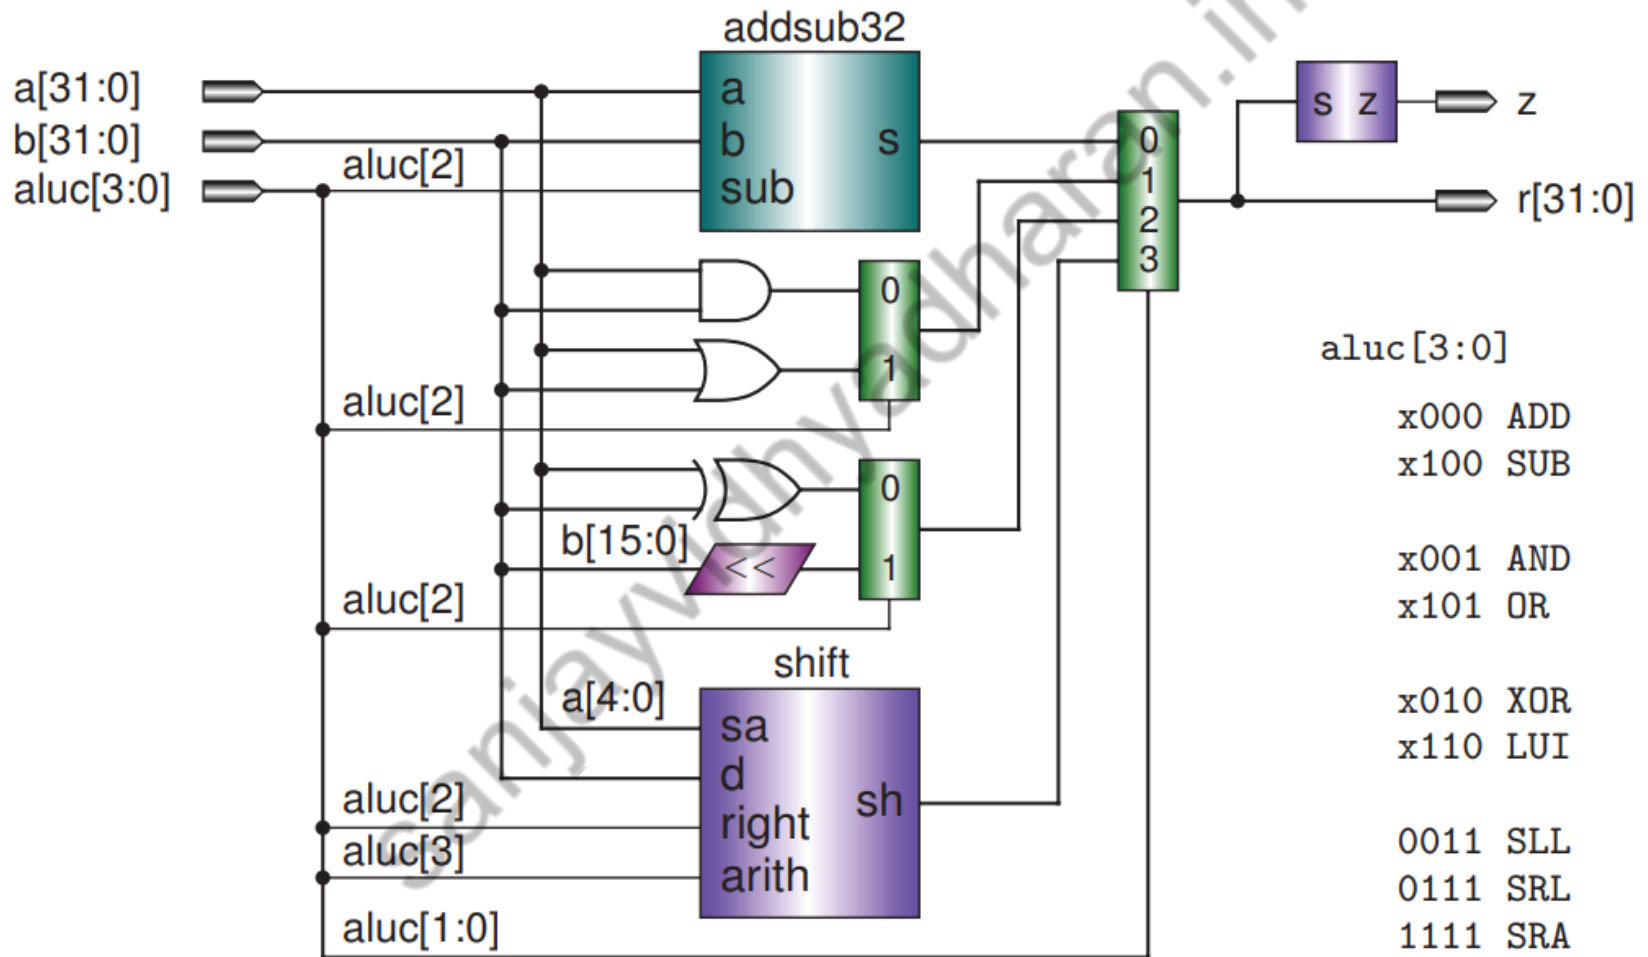 addsub32
a[31:0]
b[31:0]
aluc[3:0]
aluc[2]
a
b
sub
s
0
1
2
3
s z
z
r[31:0]
0
1
aluc[2]
0
1
b[15:0]
<<
aluc[2]
shift
a[4:0]
sa
d
right
arith
sh
aluc[2]
aluc[3]
aluc[1:0]
aluc[3:0]
x000 ADD
x100 SUB
x001 AND
x101 OR
x010 XOR
x110 LUI
0011 SLL
0111 SRL
1111 SRA
sanjayvidhyadharan.in